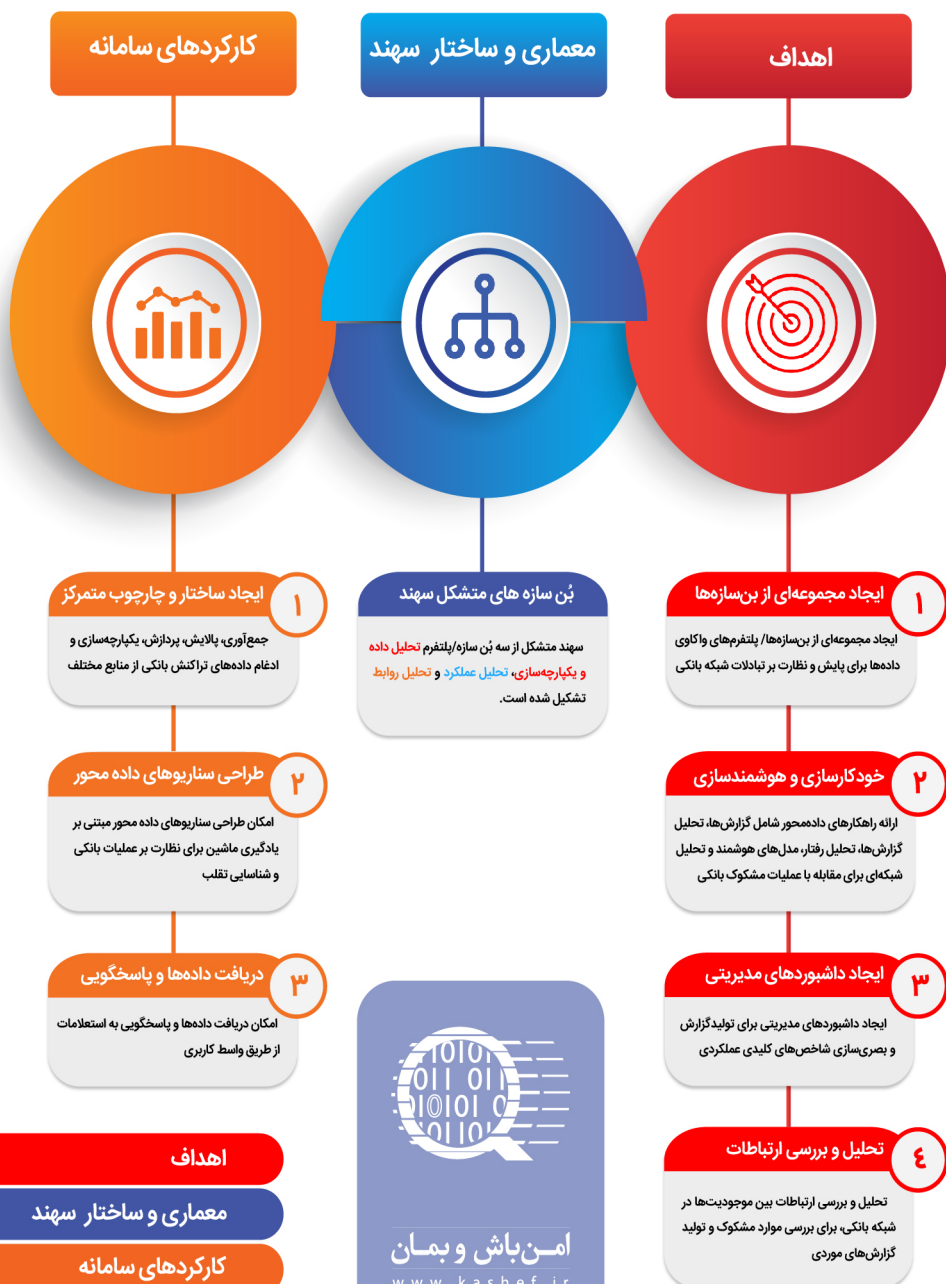 اهداف
معماری و ساختار سهند
کارکردهای سامانه
۱
ایجاد مجموعه‌ای از بن‌سازه‌ها
ایجاد مجموعه‌ای از بن‌سازه‌ها/ پلتفرم‌های واکاوی
داده‌ها برای پایش و نظارت بر تبادلات شبکه بانکی
۲
خودکارسازی و هوشمندسازی
ارائه راهکارهای داده‌محور شامل گزارش‌ها، تحلیل
گزارش‌ها، تحلیل رفتار، مدل‌های هوشمند و تحلیل
شبکه‌ای برای مقابله با عملیات مشکوک بانکی
۳
ایجاد داشبوردهای مدیریتی
ایجاد داشبوردهای مدیریتی برای تولیدگزارش
و بصری‌سازی شاخص‌های کلیدی عملکردی
٤
تحلیل و بررسی ارتباطات
تحلیل و بررسی ارتباطات بین موجودیت‌ها در
شبکه بانکی، برای بررسی موارد مشکوک و تولید
گزارش‌های موردی
بُن سازه های متشکل سهند
سهند متشکل از سه بُن سازه/پلتفرم تحلیل داده
و یکپارچه‌سازی، تحلیل عملکرد و تحلیل روابط
تشکیل شده است.
۱
ایجاد ساختار و چارچوب متمرکز
جمع‌آوری، پالایش، پردازش، یکپارچه‌سازی و
ادغام داده‌های تراکنش بانکی از منابع مختلف
۲
طراحی سناریوهای داده محور
امکان طراحی سناریوهای داده محور مبتنی بر
یادگیری ماشین برای نظارت بر عملیات بانکی
و شناسایی تقلب
۳
دریافت داده‌ها و پاسخگویی
امکان دریافت داده‌ها و پاسخگویی به استعلامات
از طریق واسط کاربری
امـن‌باش و بمـان
www.kashef.ir
اهداف
معماری و ساختار سهند
کارکردهای سامانه